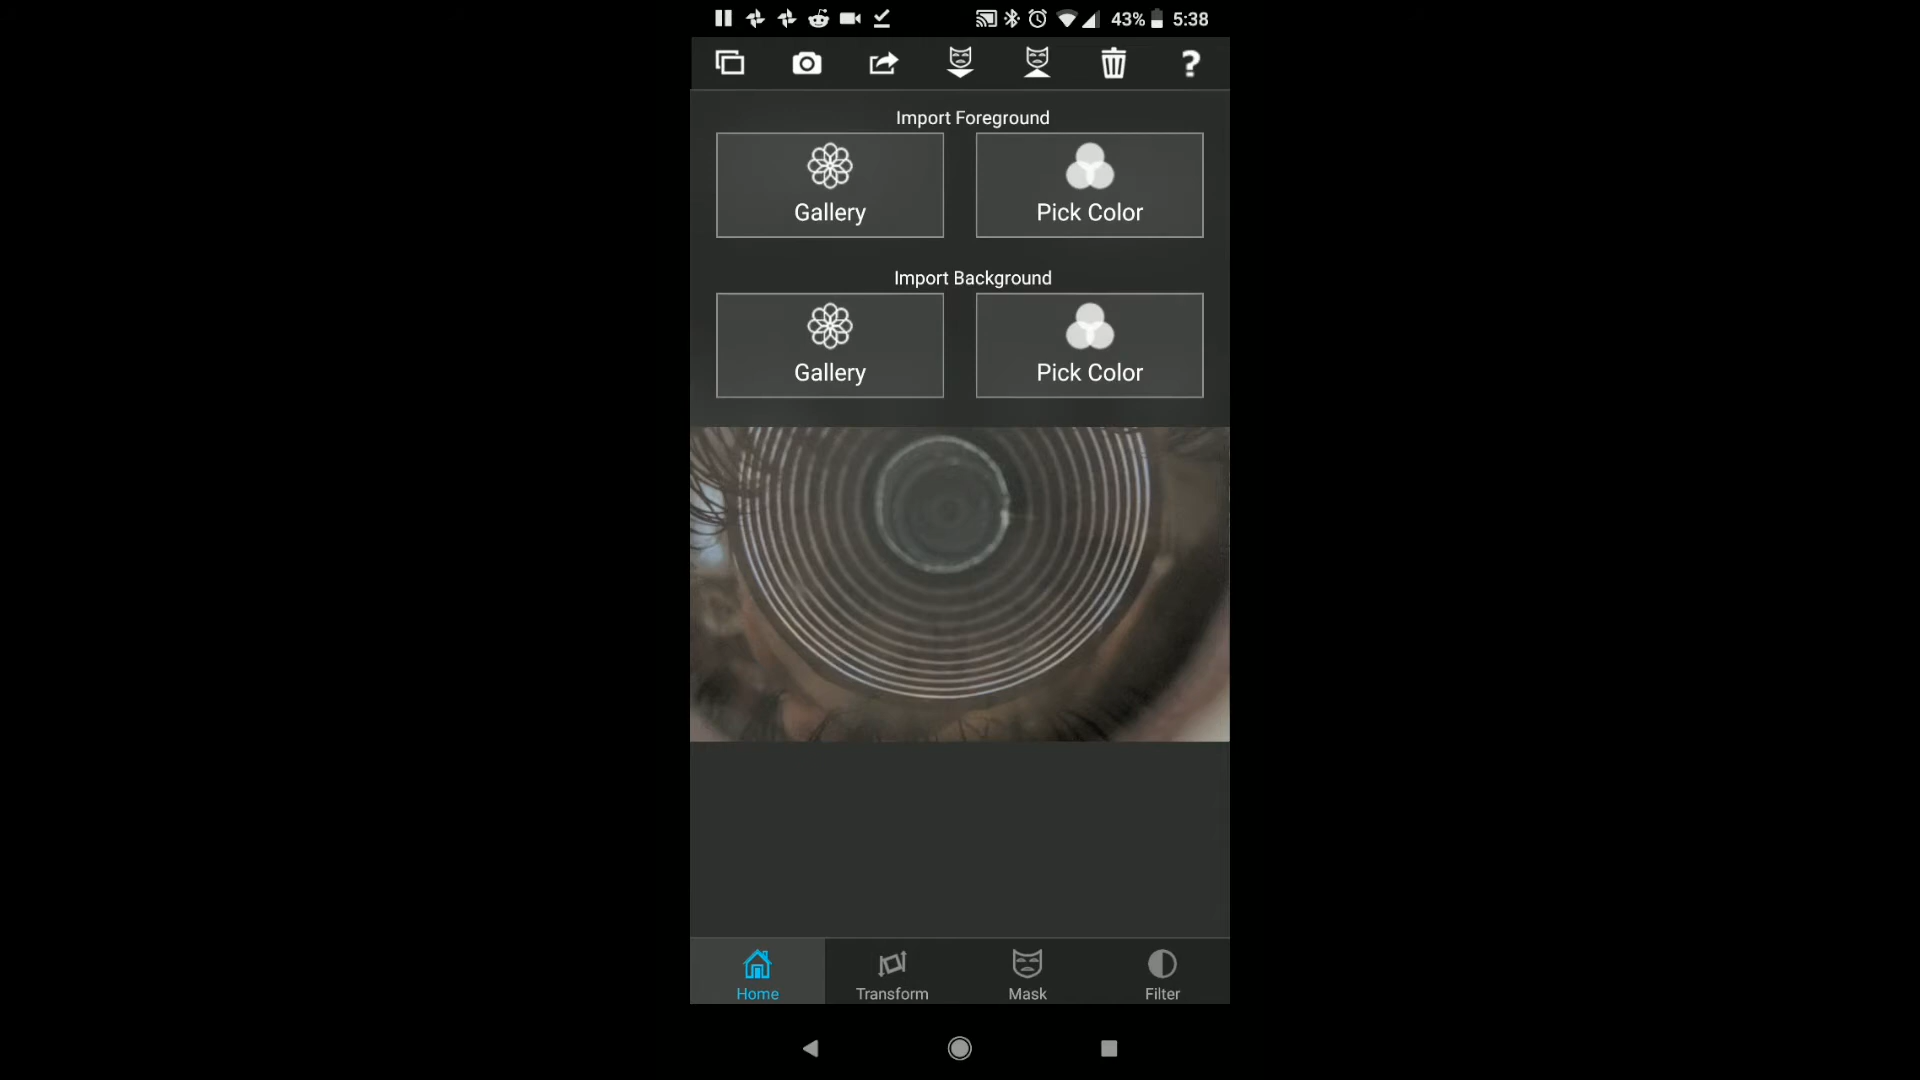 43% 5:38
?
Import Foreground
Gallery Pick Color
Import Background
Gallery Pick Color
Home Transform Mask Filter